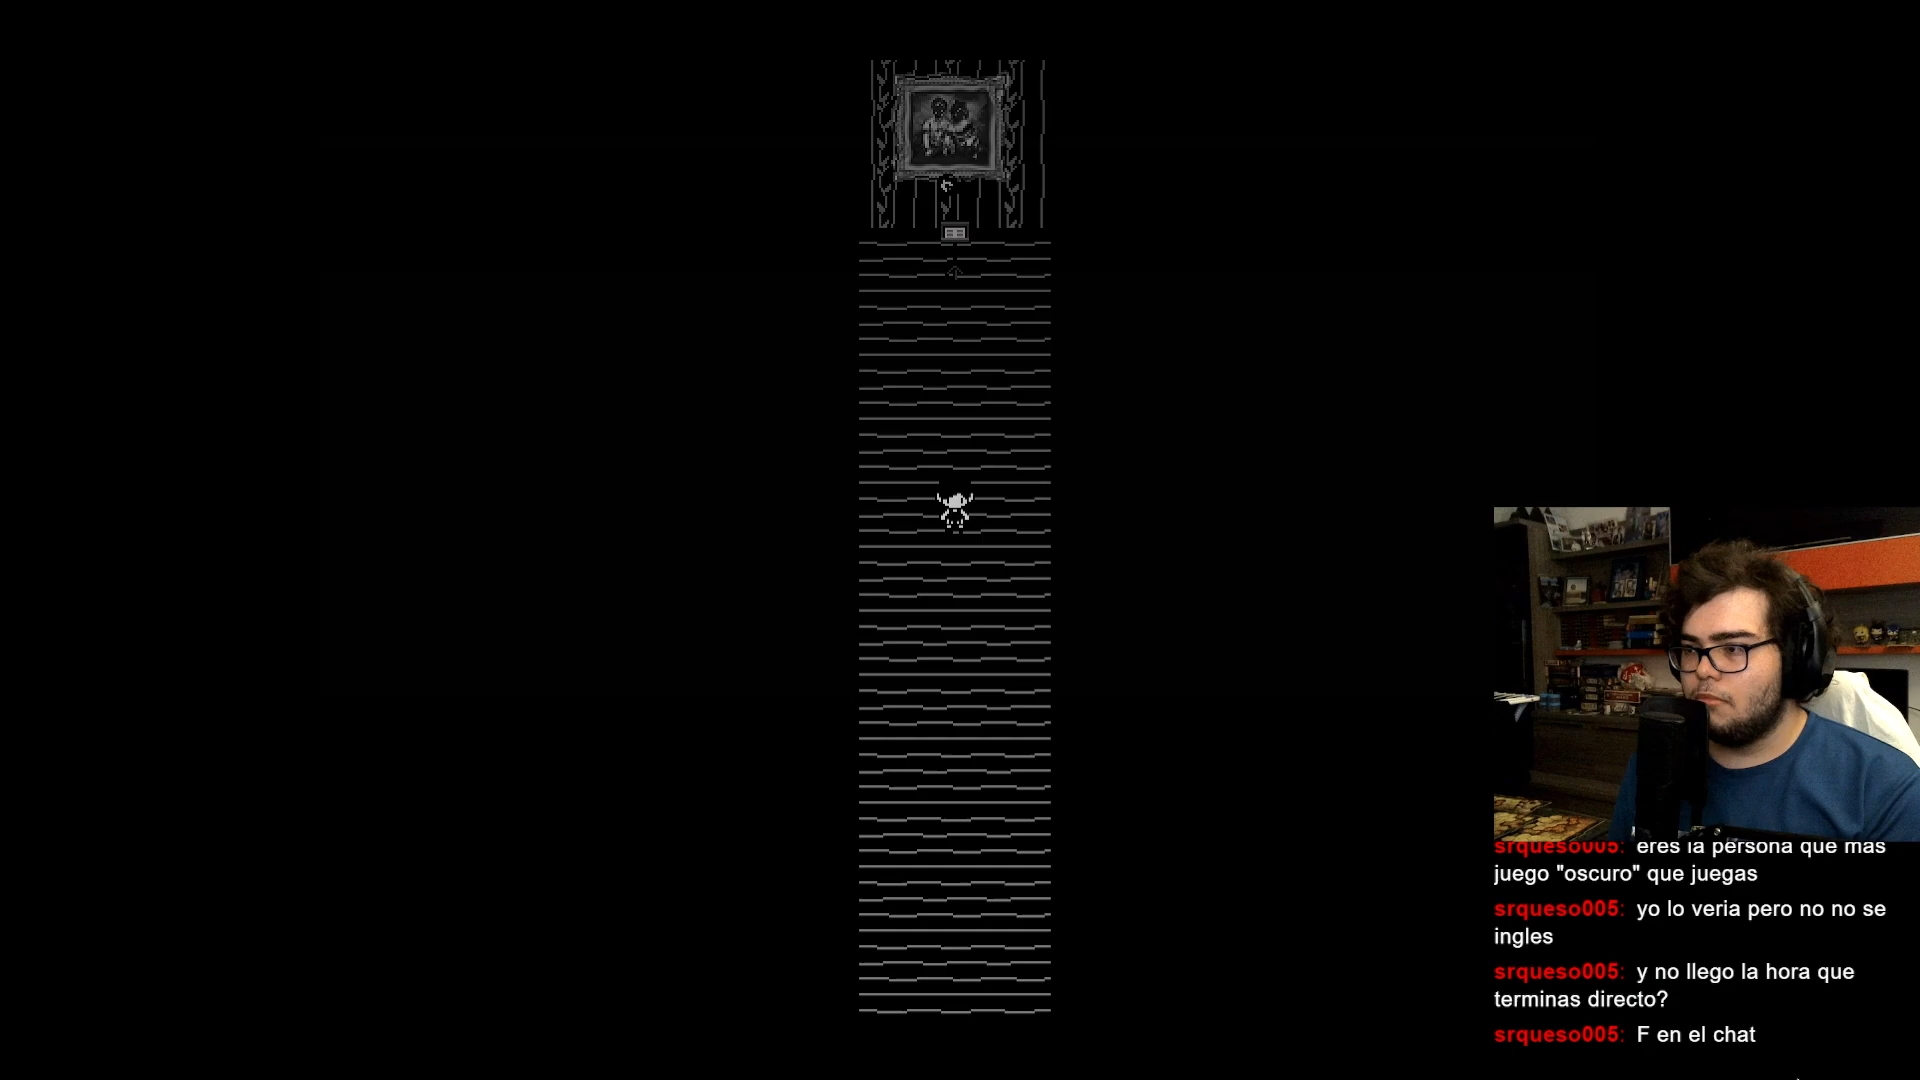 srqueso005: eres la persona que mas
juego "oscuro" que juegas
srqueso005: yo lo veria pero no no se
ingles
srqueso005: y no llego la hora que
terminas directo?
srqueso005: F en el chat